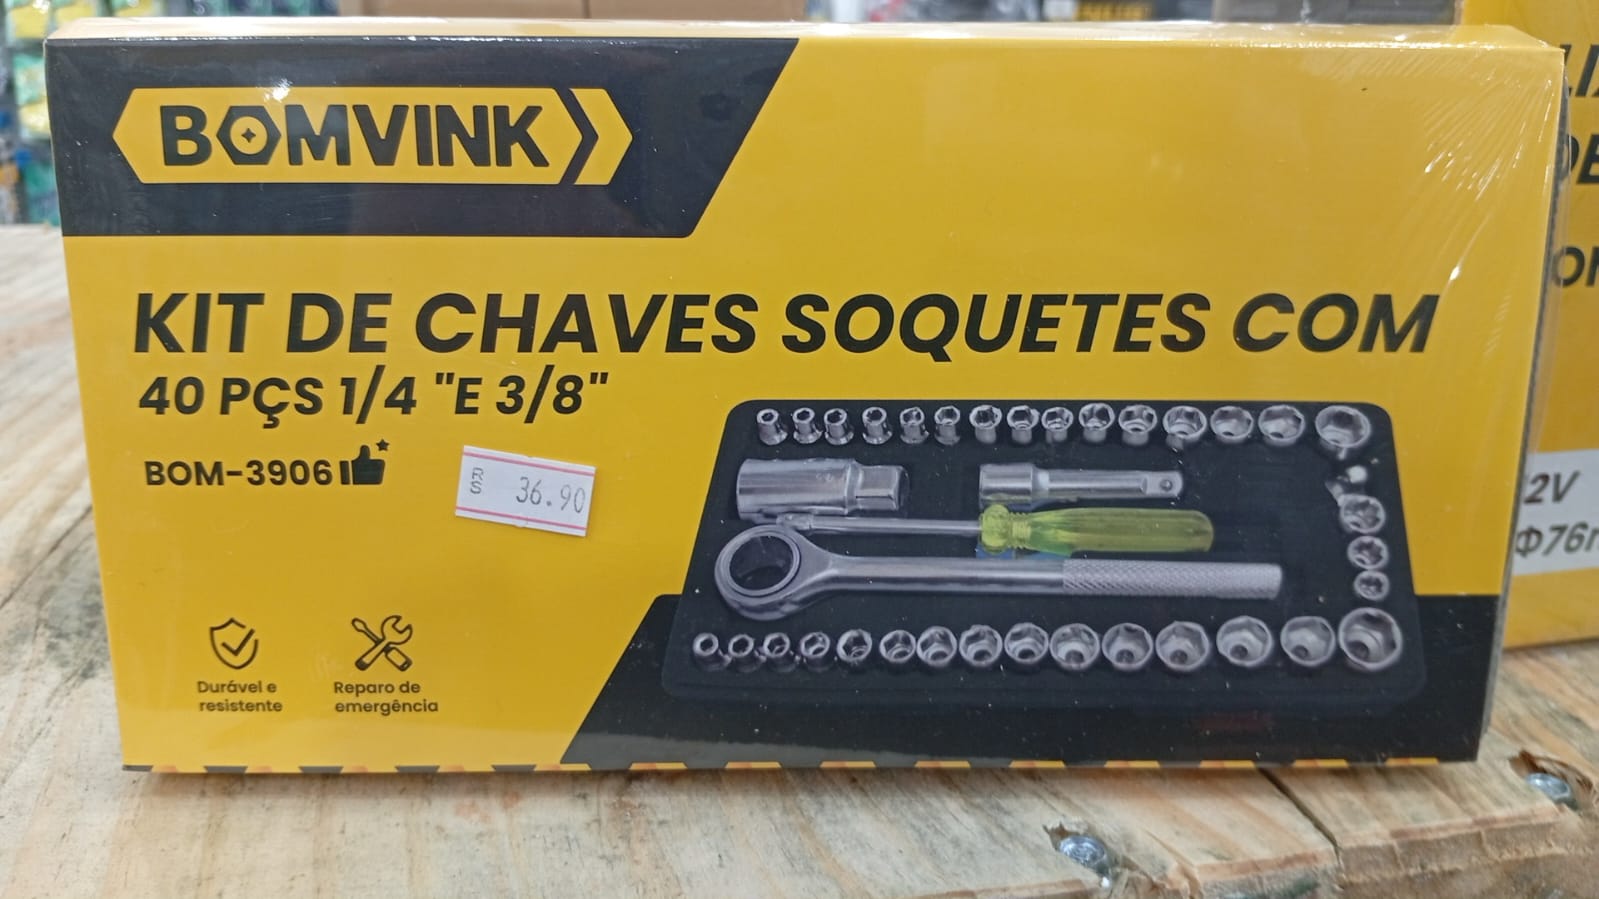 BOMVINK
KIT DE CHAVES SOQUETES COM
40 PÇS 1/4 "E 3/8"
BOM-3906
R$ 36.90
Durável e
resistente
Reparo de
emergência
2V
Φ76